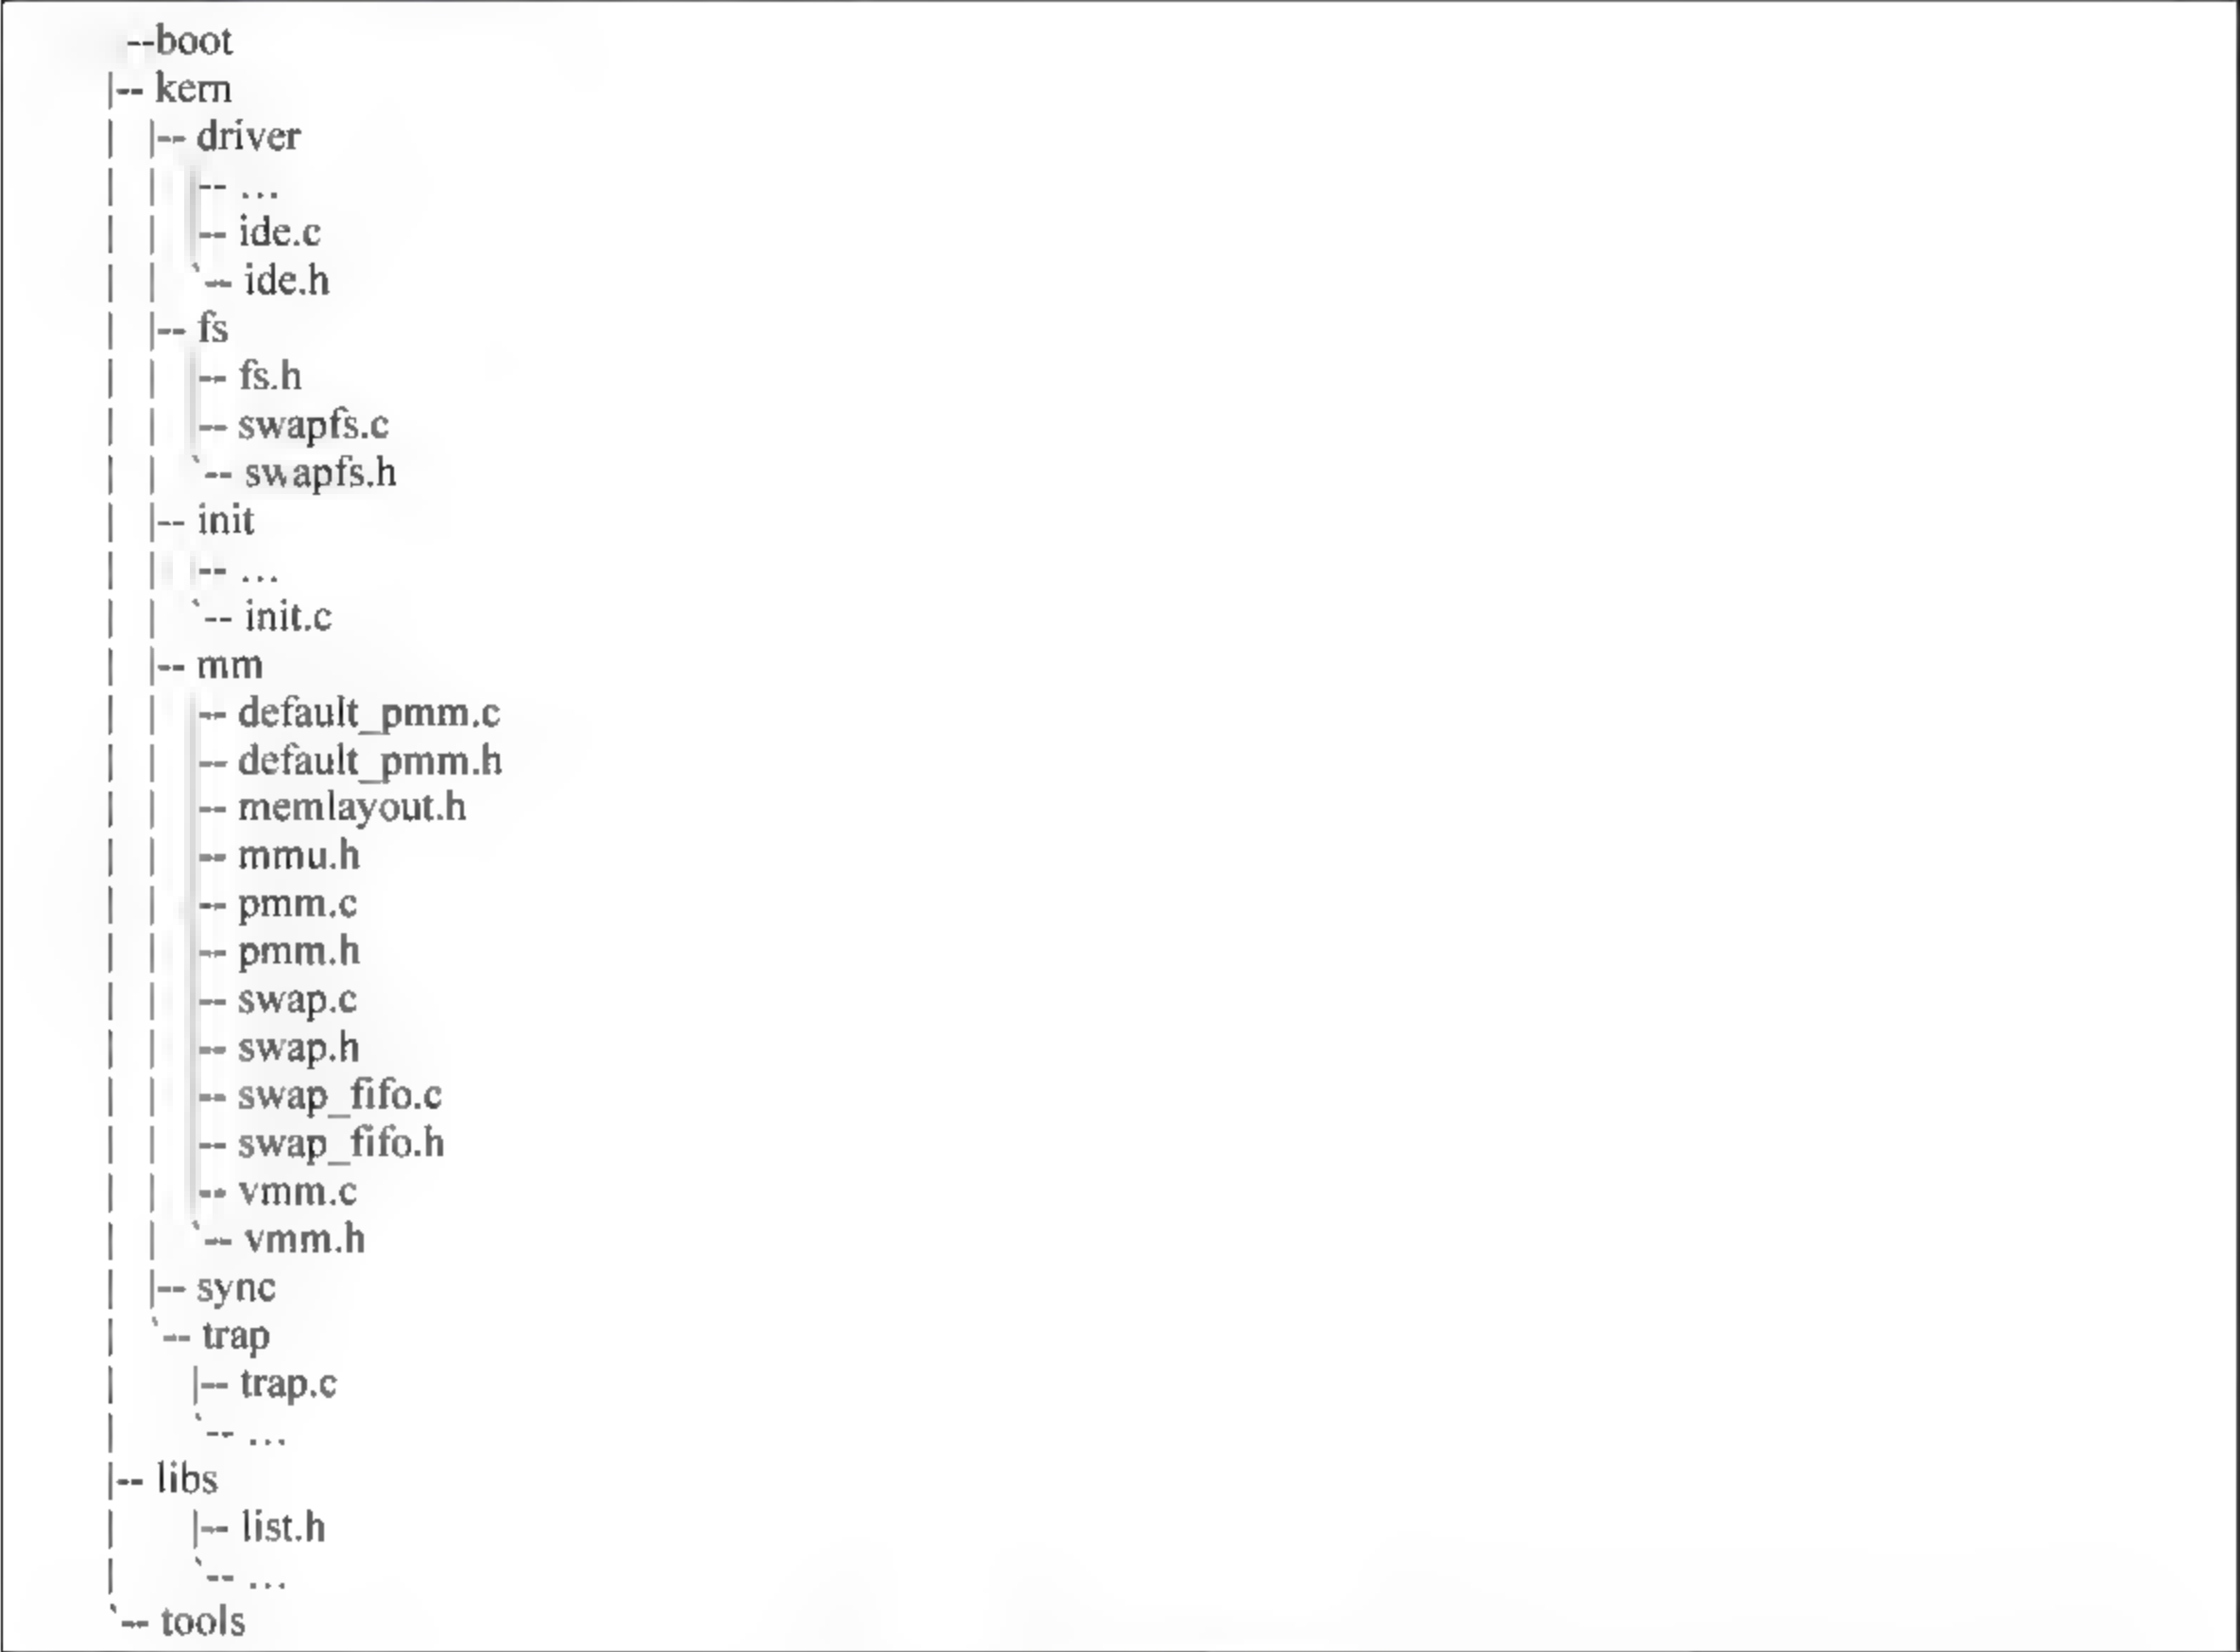 --boot
|-- kern
|   |-- driver
|   |   |-- …
|   |   |-- ide.c
|   |   `-- ide.h
|   |-- fs
|   |   |-- fs.h
|   |   |-- swapfs.c
|   |   `-- swapfs.h
|   |-- init
|   |   |-- …
|   |   `-- init.c
|   |-- mm
|   |   |-- default_pmm.c
|   |   |-- default_pmm.h
|   |   |-- memlayout.h
|   |   |-- mmu.h
|   |   |-- pmm.c
|   |   |-- pmm.h
|   |   |-- swap.c
|   |   |-- swap.h
|   |   |-- swap_fifo.c
|   |   |-- swap_fifo.h
|   |   |-- vmm.c
|   |   `-- vmm.h
|   |-- sync
|   `-- trap
|       |-- trap.c
|       `-- …
|-- libs
|       |-- list.h
|       `-- …
`-- tools